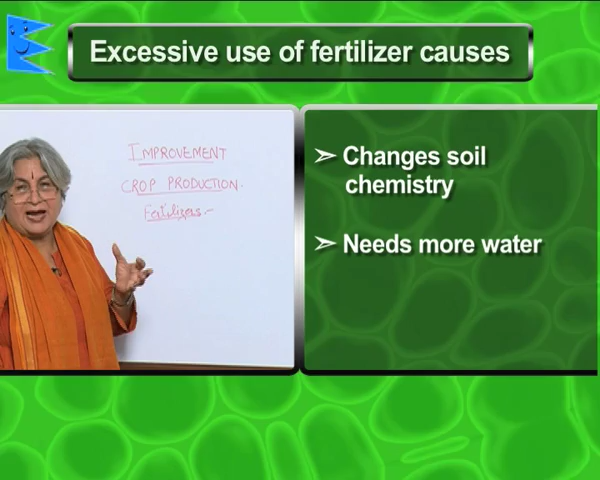 Excessive use of fertilizer causes
IMPROVEMENT
CROP PRODUCTION.
Fertilizers -
➢ Changes soil
chemistry
➢ Needs more water